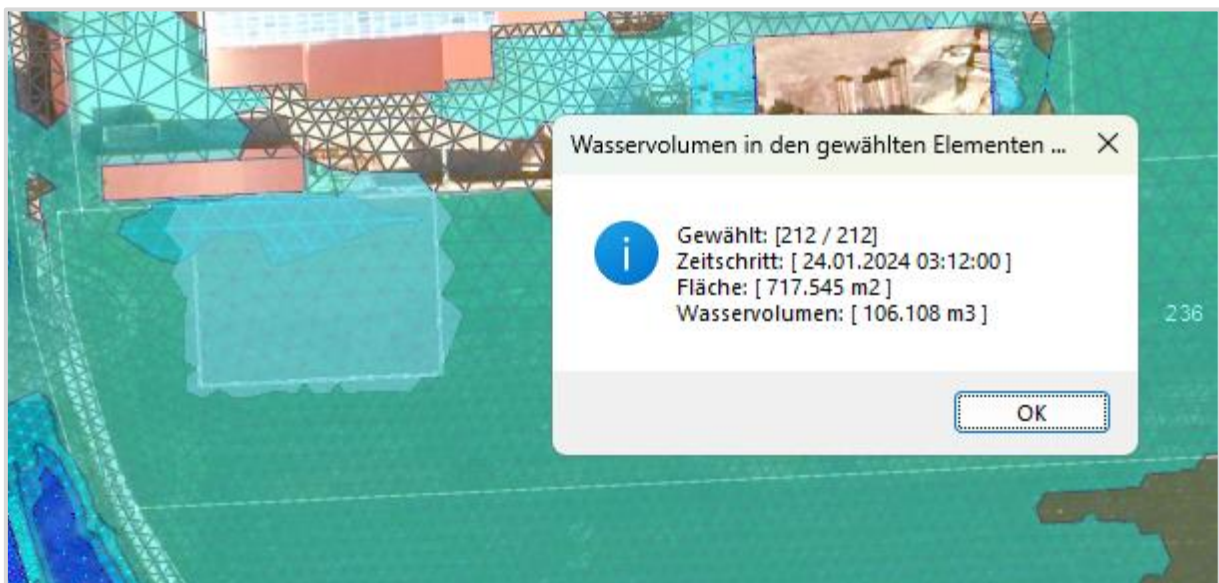 Wasservolumen in den gewählten Elementen ...
Gewählt: [212 / 212]
Zeitschritt: [ 24.01.2024 03:12:00 ]
Fläche: [ 717.545 m2 ]
Wasservolumen: [ 106.108 m3 ]
236
OK